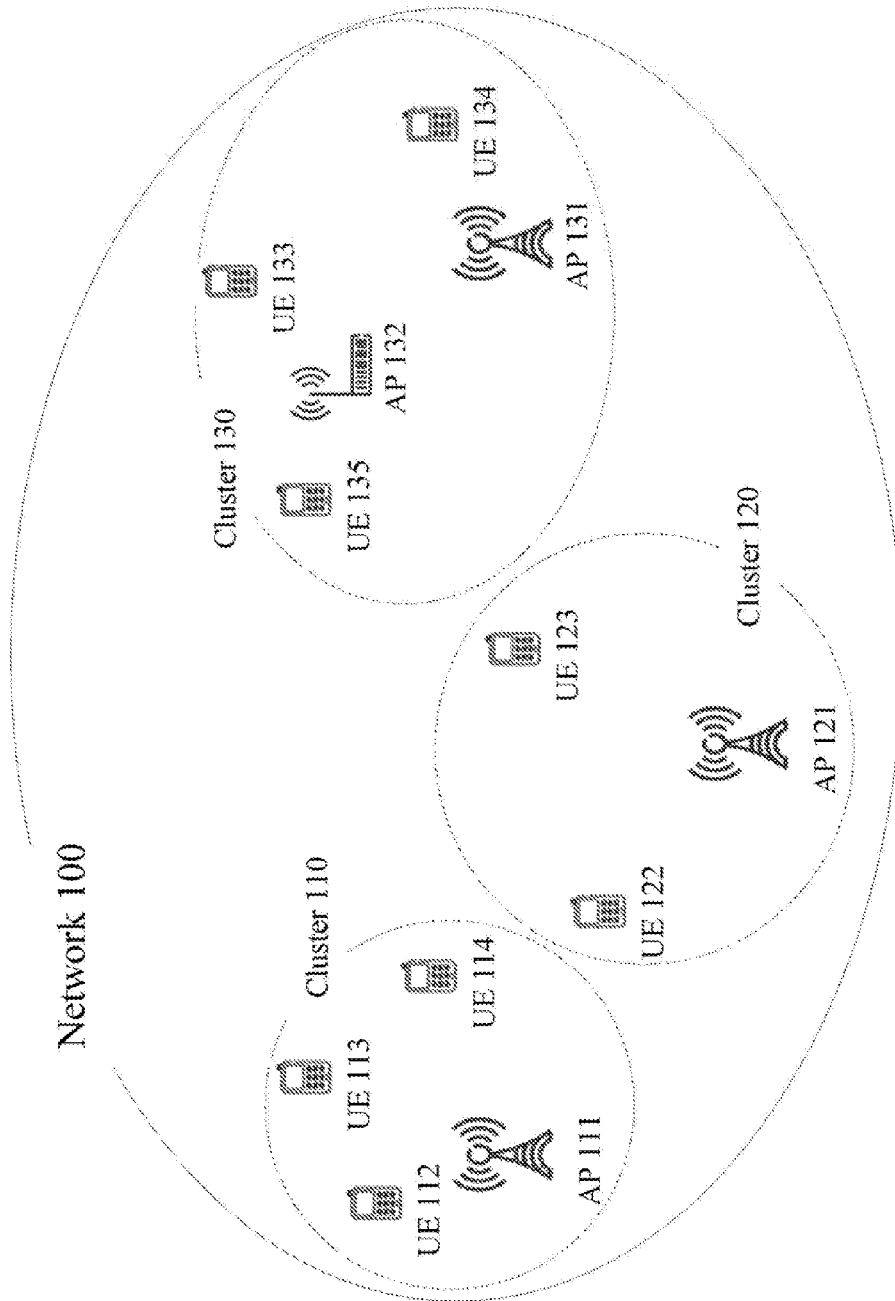 Network 100
Cluster 110
UE 113
UE 112
UE 114
AP 111
Cluster 130
UE 133
UE 135
AP 132
UE 134
AP 131
UE 123
UE 122
Cluster 120
AP 121